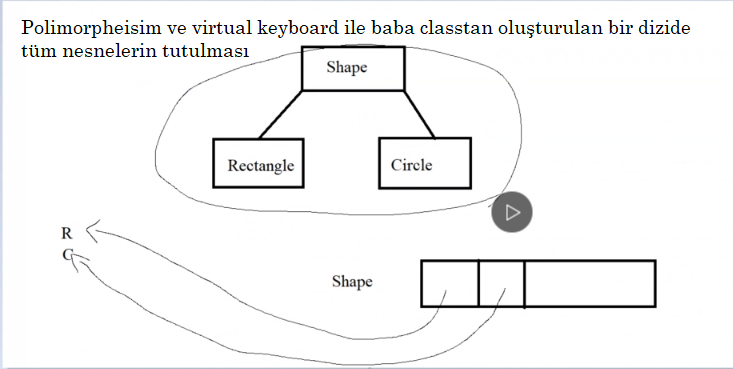 Polimorpheisim ve virtual keyboard ile baba classtan oluşturulan bir dizide
tüm nesnelerin tutulması
Shape
Rectangle
Circle
R
C
Shape